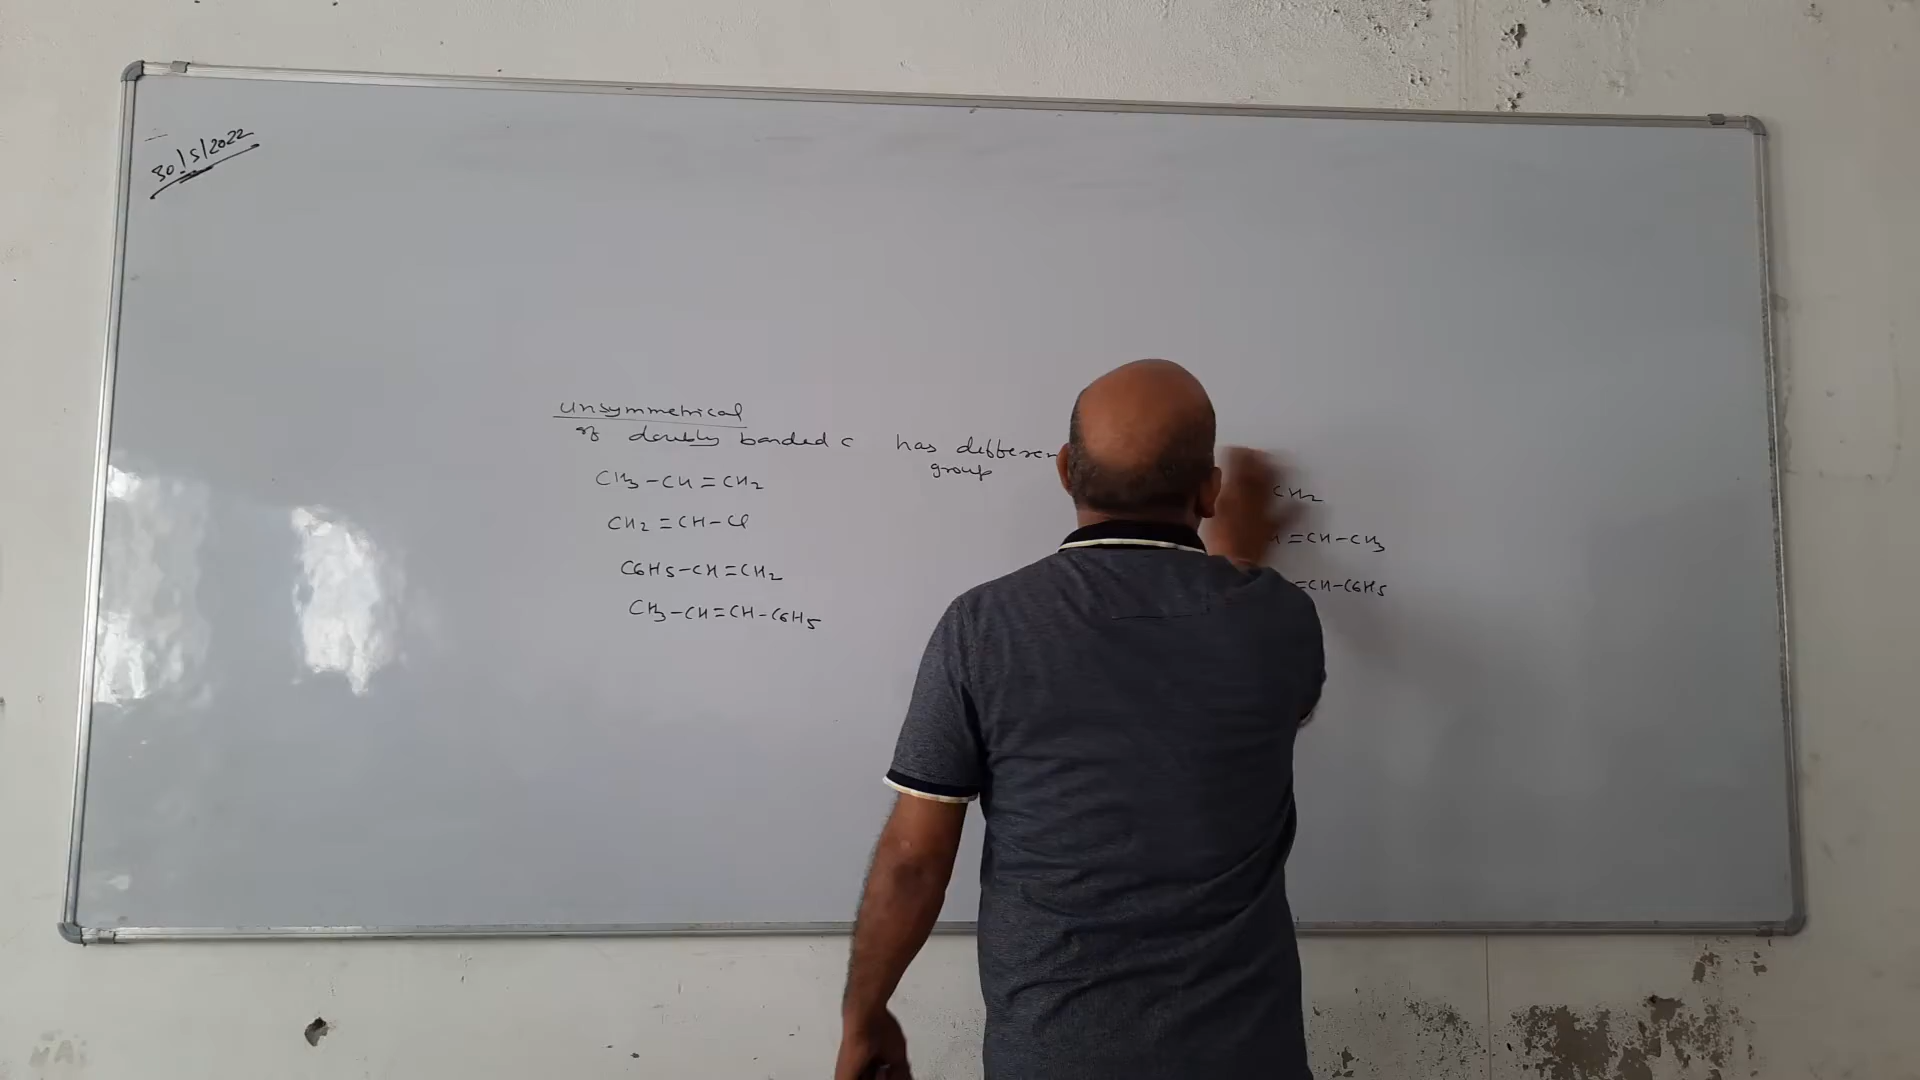 30/5/2022
unsymmetrical
If doubly bonded C has differen
group
CH3-CH=CH2
CH2=CH-Cl
C6H5-CH=CH2
CH3-CH=CH-C6H5
CH2
=CH-CH3
=CH-C6H5